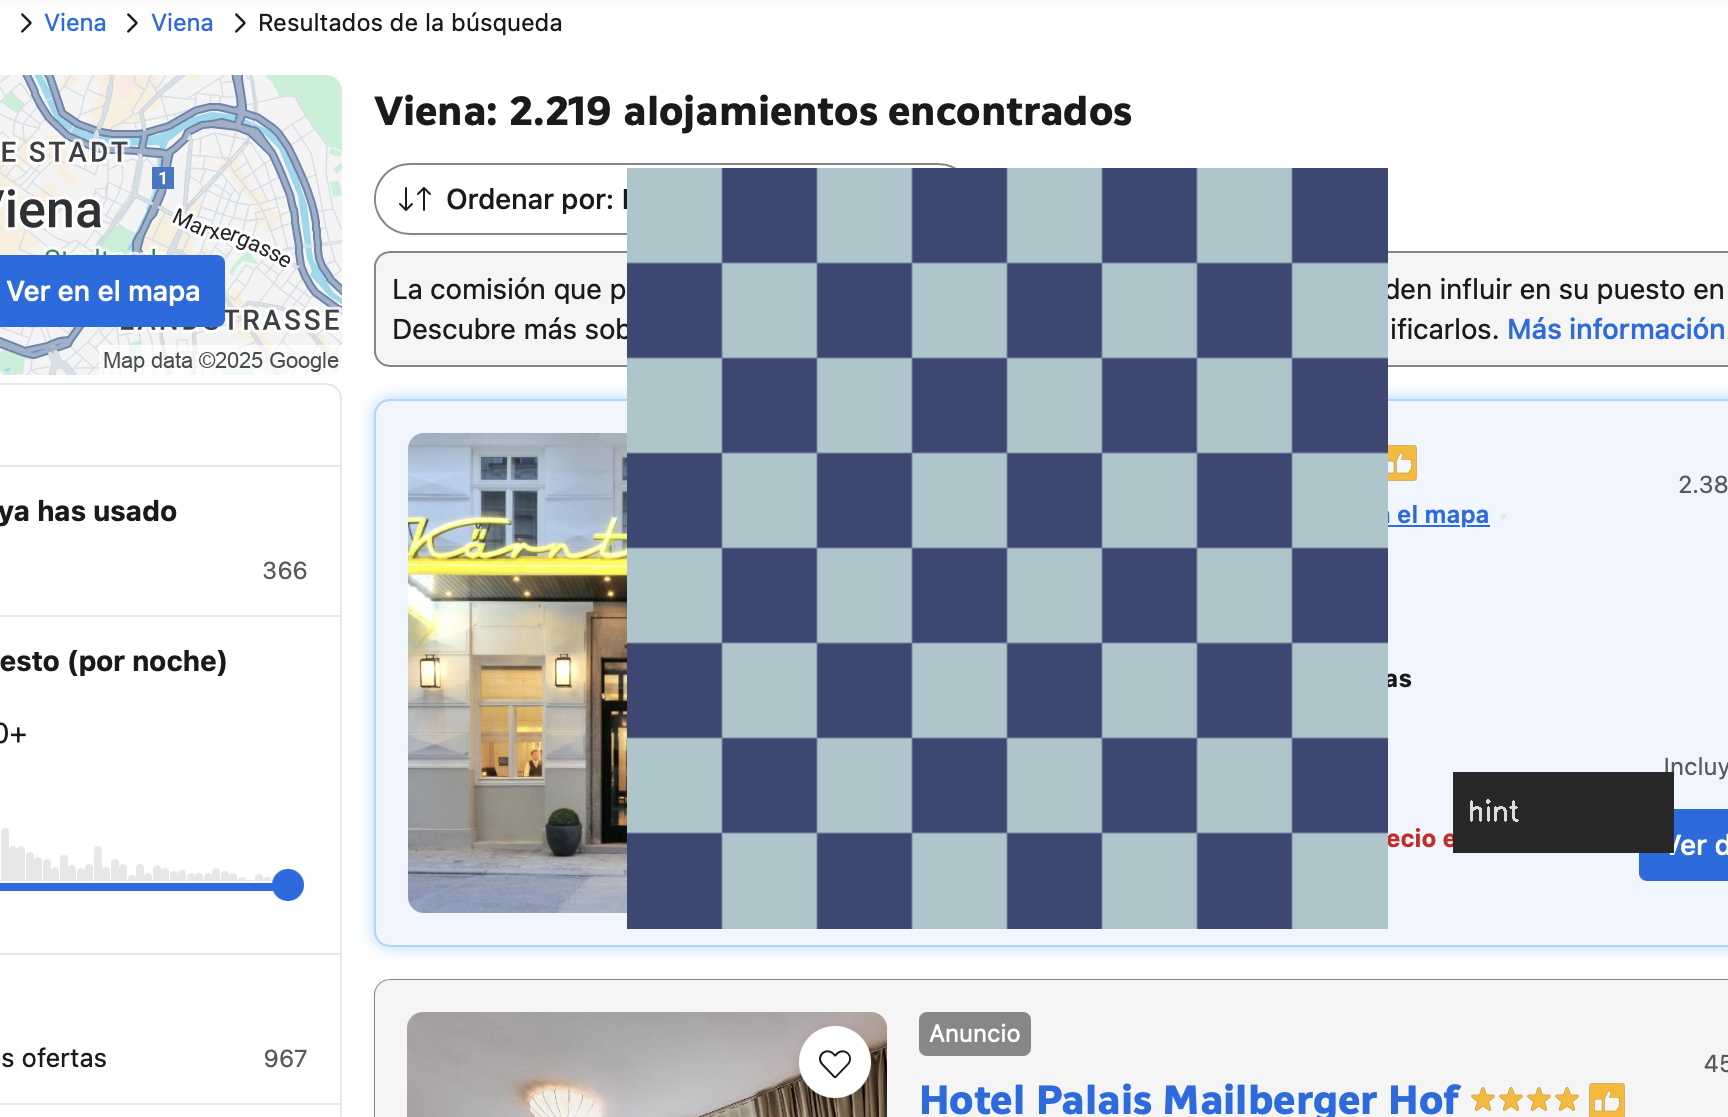 Viena Viena Resultados de la búsqueda
E STADT
1
Viena
Marxergasse
Ver en el mapa
LANDSTRASSE
Map data ©2025 Google
ya has usado
366
esto (por noche)
0+
s ofertas 967
Viena: 2.219 alojamientos encontrados
Ordenar por:
La comisión que p
den influir en su puesto en
Descubre más sob
ificarlos. Más información
Kärnt
2.38
el mapa
as
Incluy
hint
ecio e
Ver d
Anuncio
45
Hotel Palais Mailberger Hof